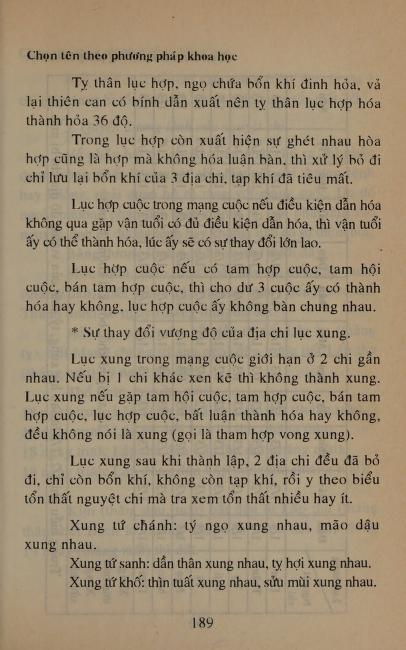 Chọn tên theo phương pháp khoa học
Tỵ thân lục hợp, ngọ chứa bổn khí đinh hỏa, vả
lại thiên can có bính dẫn xuất nên tỵ thân lục hợp hóa
thành hỏa 36 độ.
Trong lục hợp còn xuất hiện sự ghét nhau hòa
hợp cũng là hợp mà không hóa luận bàn, thì xử lý bỏ đi
chỉ lưu lại bổn khí của 3 địa chi, tạp khí đã tiêu mất.
Lục hợp cuộc trong mạng cuộc nếu điều kiện dẫn hóa
không qua gặp vận tuổi có đủ điều kiện dẫn hóa, thì vận tuổi
ấy có thể thành hóa, lúc ấy sẽ có sự thay đổi lớn lao.
Lục hợp cuộc nếu có tam hợp cuộc, tam hội
cuộc, bán tam hợp cuộc, thì cho dư 3 cuộc ấy có thành
hóa hay không, lục hợp cuộc ấy không bàn chung nhau.
* Sự thay đổi vượng độ của địa chi lục xung.
Lục xung trong mạng cuộc giới hạn ở 2 chi gần
nhau. Nếu bị 1 chi khác xen kẽ thì không thành xung.
Lục xung nếu gặp tam hội cuộc, tam hợp cuộc, bán tam
hợp cuộc, lục hợp cuộc, bất luận thành hóa hay không,
đều không nói là xung (gọi là tham hợp vong xung).
Lục xung sau khi thành lập, 2 địa chi đều đã bỏ
đi, chỉ còn bổn khí, không còn tạp khí, rồi y theo biểu
tổn thất nguyệt chi mà tra xem tổn thất nhiều hay ít.
Xung tứ chánh: tý ngọ xung nhau, mão dậu
xung nhau.
Xung tứ sanh: dần thân xung nhau, tỵ hợi xung nhau.
Xung tứ khố: thìn tuất xung nhau, sửu mùi xung nhau.
189